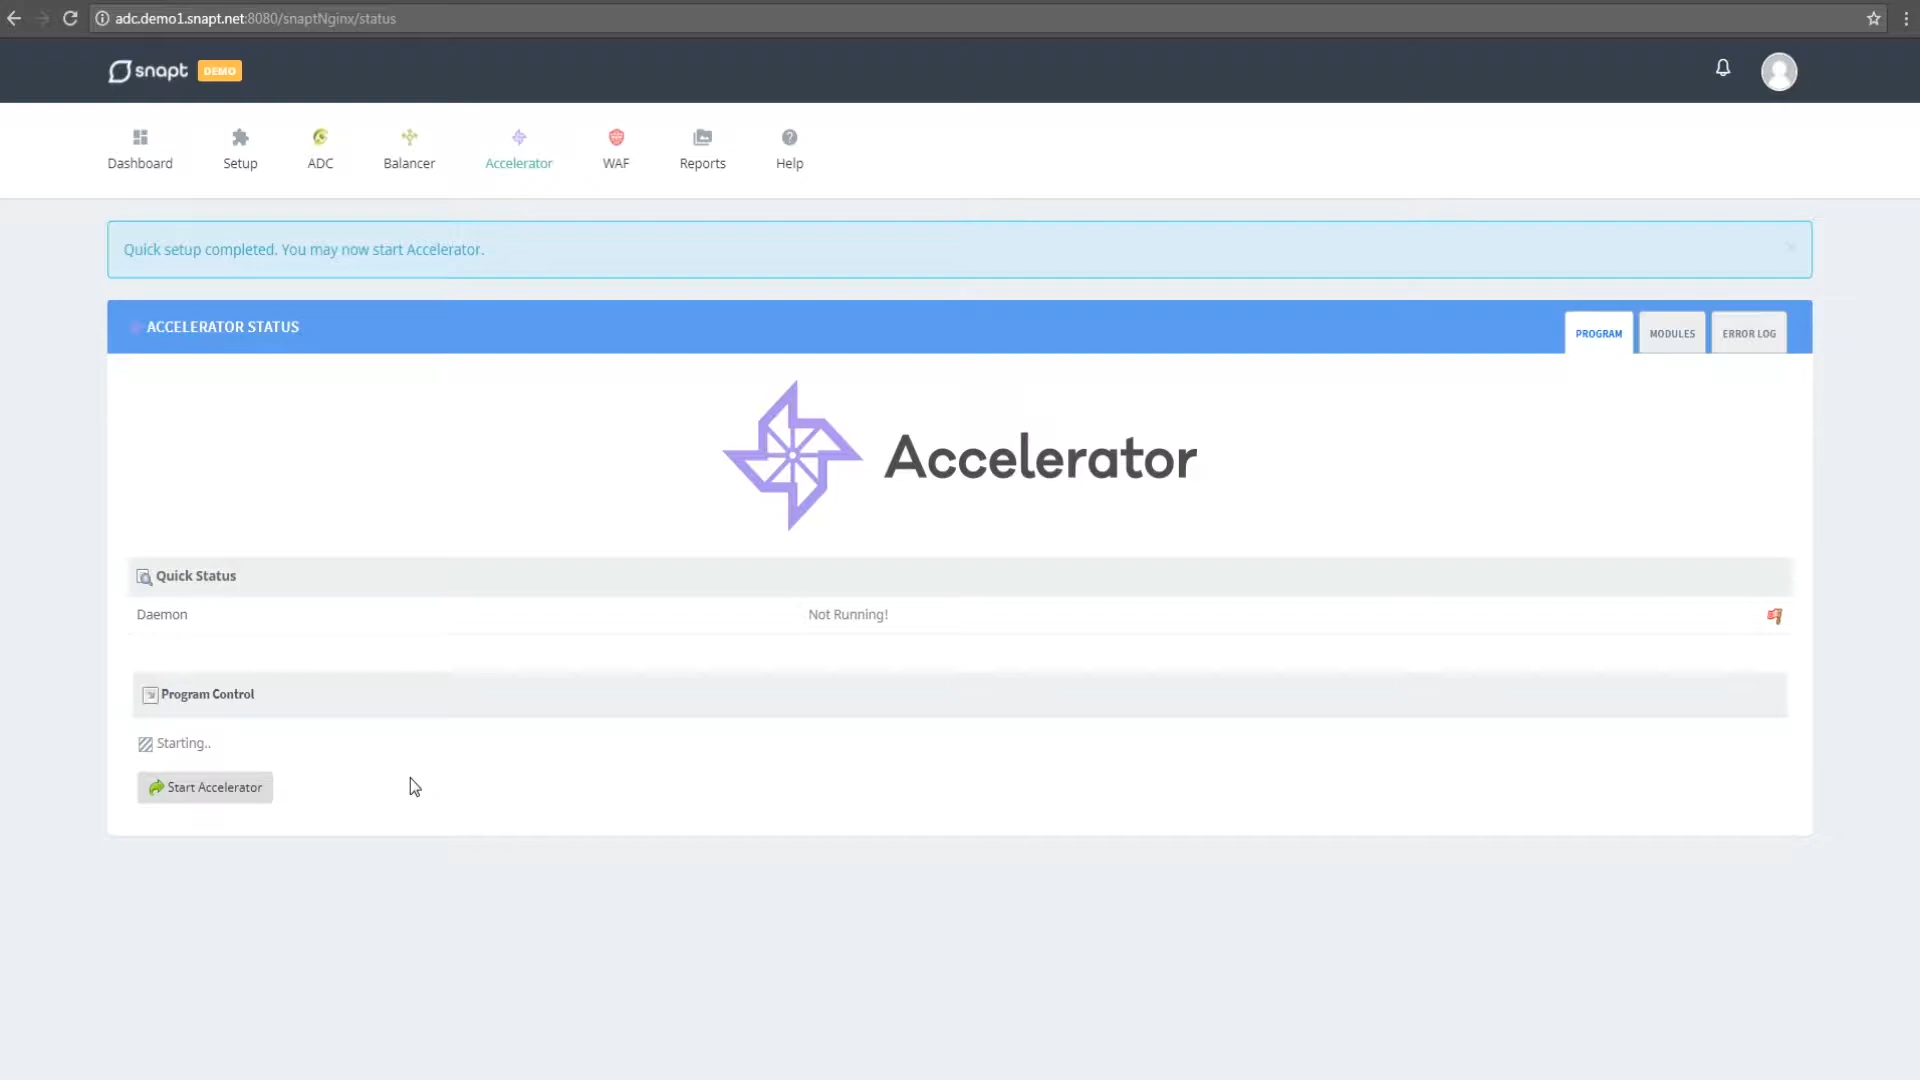 adc.demo1.snapt.net:8080/snaptNginx/status
snapt DEMO
Dashboard Setup ADC Balancer Accelerator WAF Reports Help
Quick setup completed. You may now start Accelerator.
ACCELERATOR STATUS PROGRAM MODULES ERROR LOG
Accelerator
Quick Status
Daemon Not Running!
Program Control
Starting..
Start Accelerator